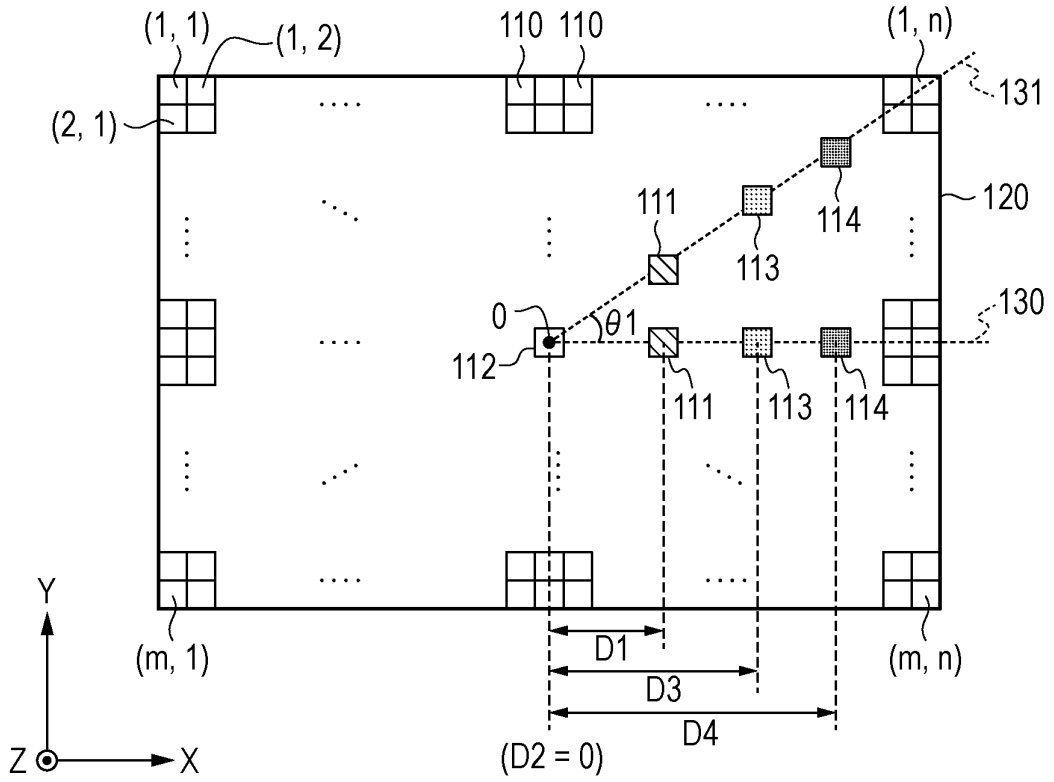 (1, 1)
(1, 2)
110
110
(1, n)
131
(2, 1)
120
114
111
113
130
0
θ1
112
111
113
114
Y
(m, 1)
(m, n)
D1
D3
D4
Z
X
(D2 = 0)